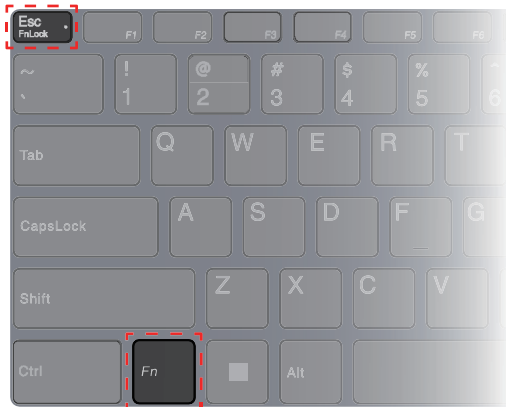 Esc
FnLock
F1 F2 F3 F4 F5 F6
~ ! @ # $ % ^
` 1 2 3 4 5 6
Tab Q W E R T
CapsLock A S D F G
Shift Z X C V
Ctrl Fn Alt